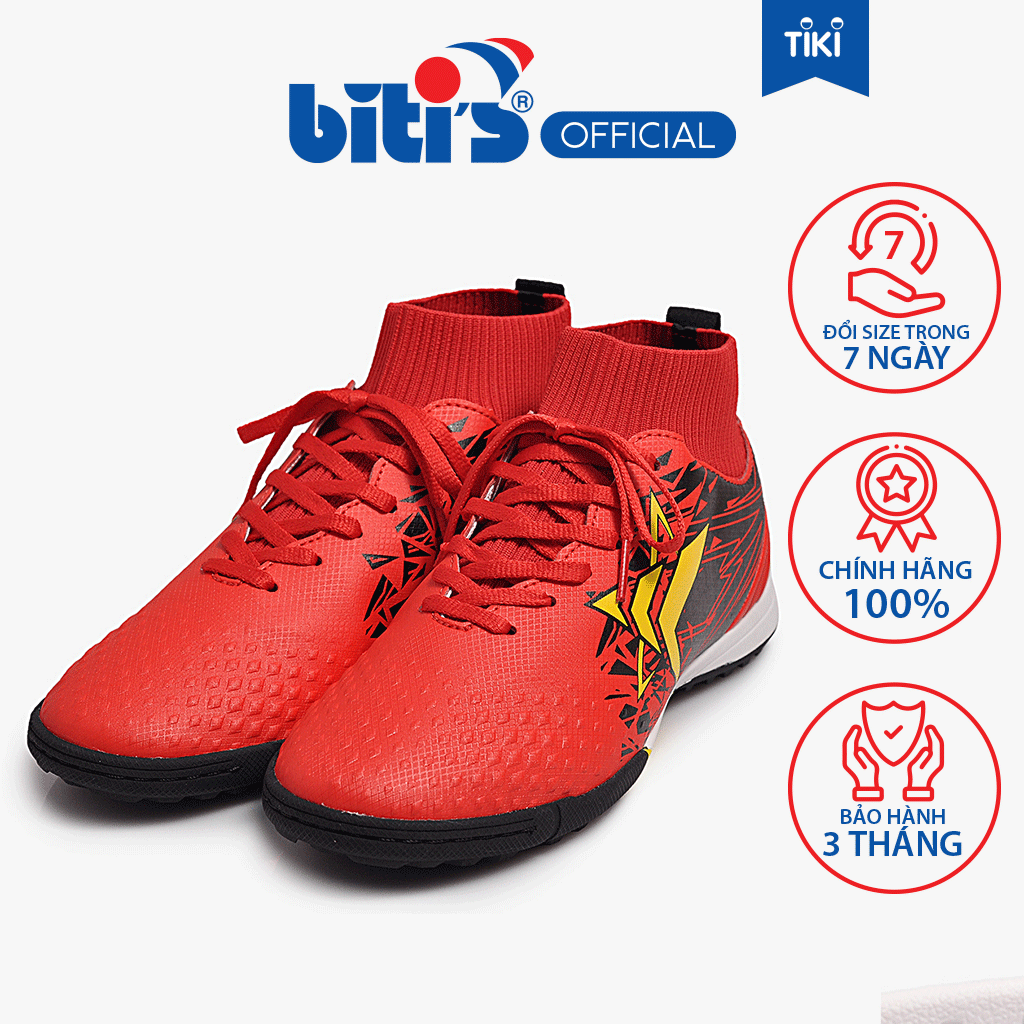 TiKi
biti's®
OFFICIAL
7
ĐỔI SIZE TRONG
7 NGÀY
CHÍNH HÃNG
100%
BẢO HÀNH
3 THÁNG